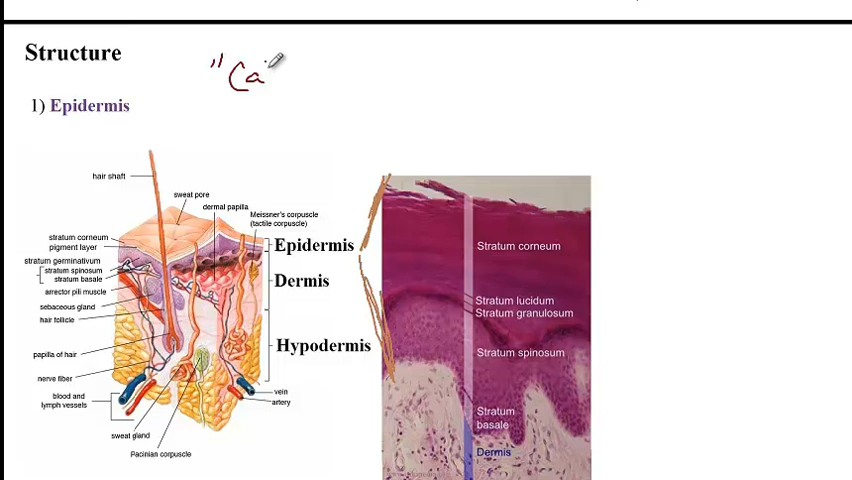 Structure
"Ca
1) Epidermis
hair shaft
sweat pore
dermal papilla
Meissner's corpuscle
(tactile corpuscle)
stratum corneum
pigment layer
stratum germinativum
stratum spinosum
stratum basale
arrector pili muscle
sebaceous gland
hair follicle
papilla of hair
nerve fiber
blood and
lymph vessels
sweat gland
Pacinian corpuscle
vein
artery
Epidermis
Dermis
Hypodermis
Stratum corneum
Stratum lucidum
Stratum granulosum
Stratum spinosum
Stratum
basale
Dermis